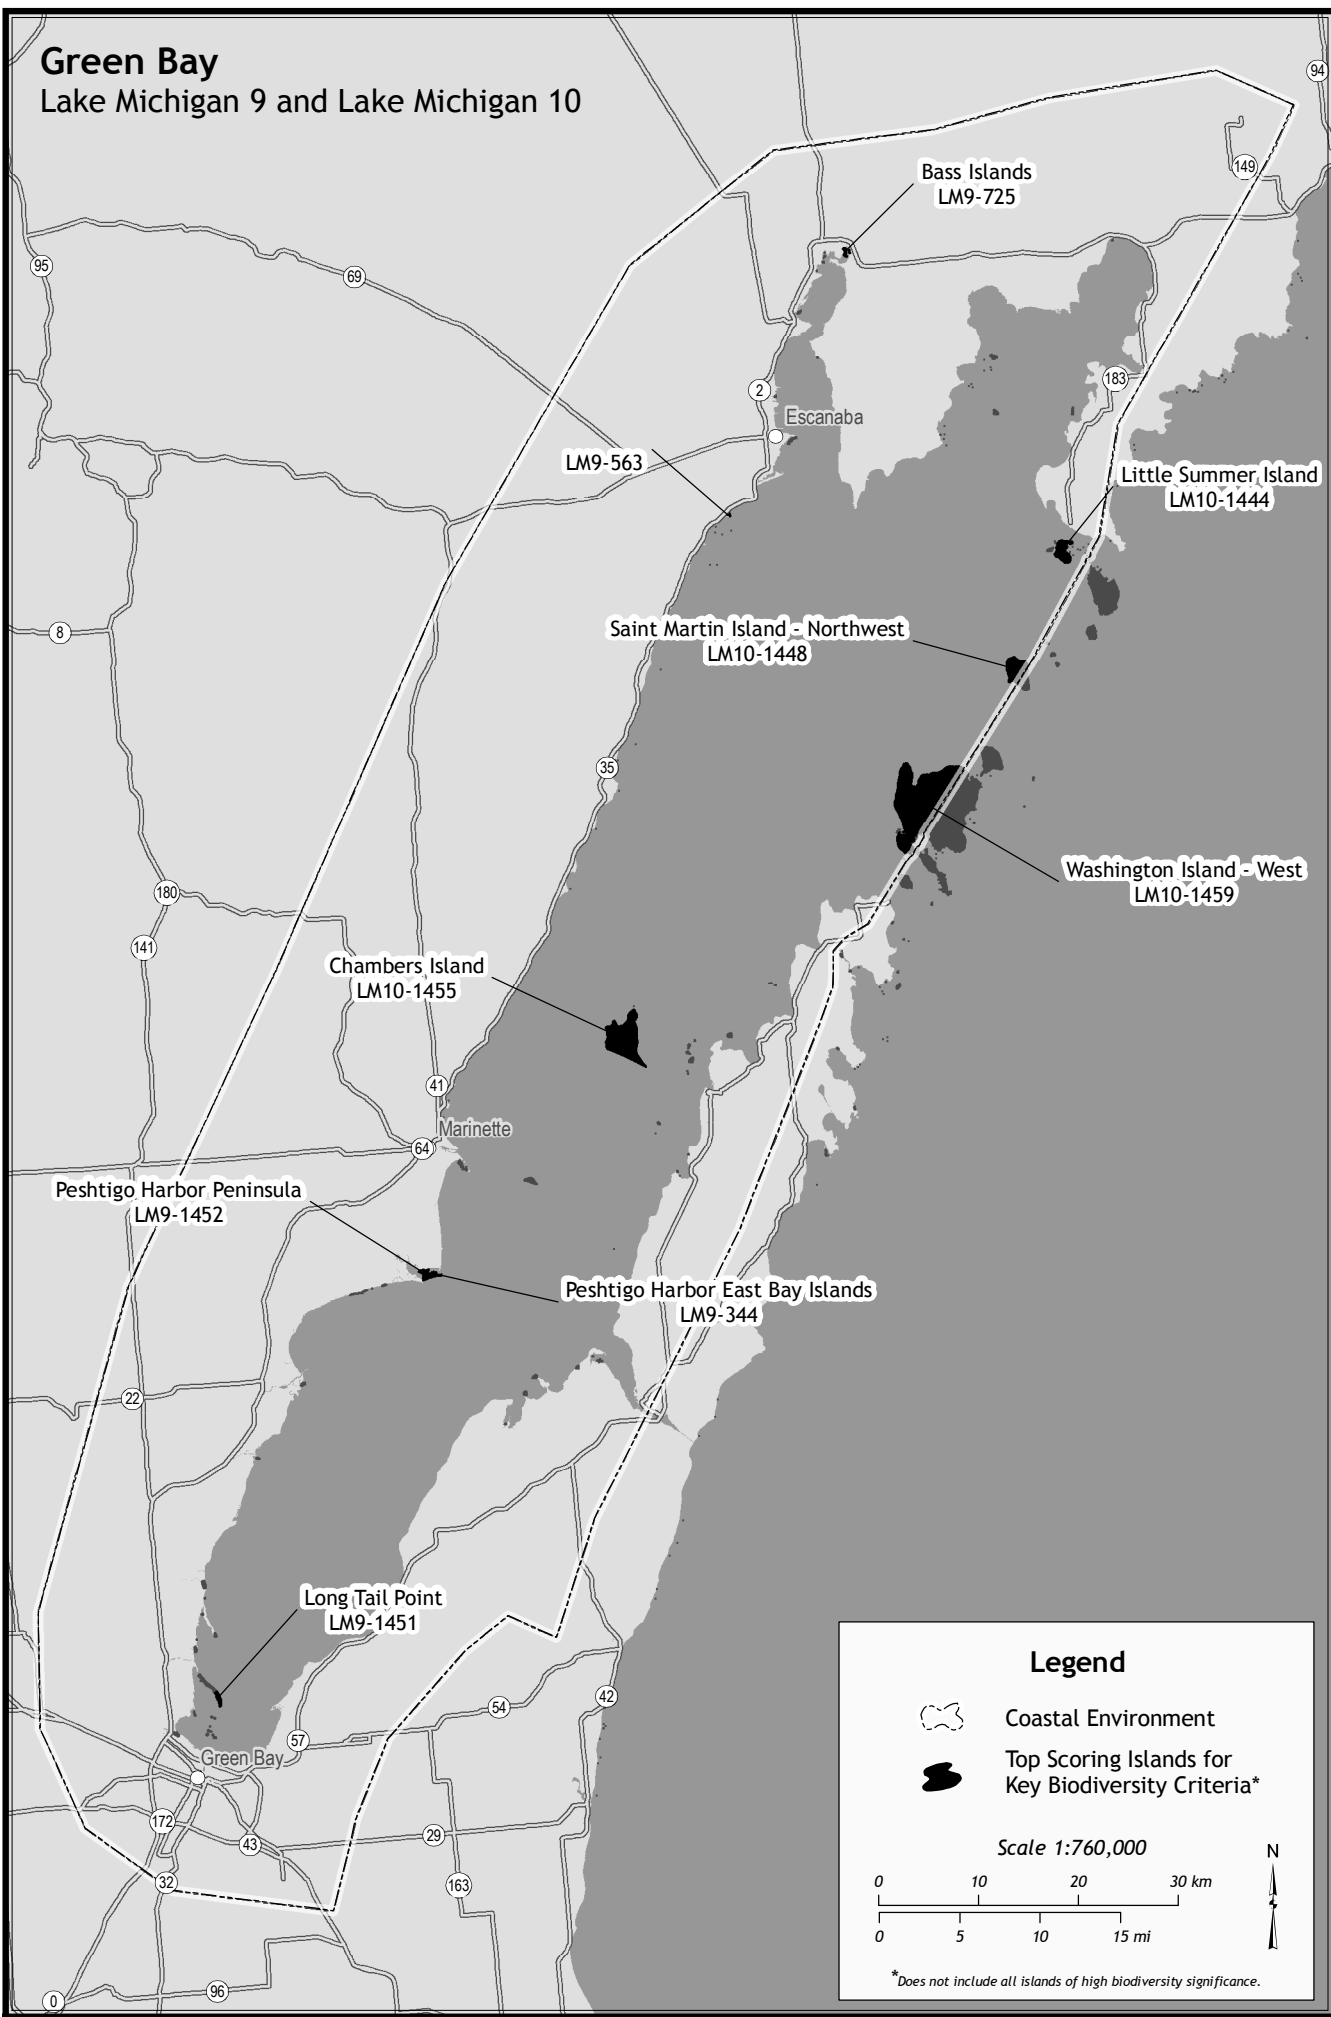 Green Bay
Lake Michigan 9 and Lake Michigan 10
94
149
Bass Islands
LM9-725
95
69
183
2
Escanaba
LM9-563
Little Summer Island
LM10-1444
8
Saint Martin Island - Northwest
LM10-1448
35
Washington Island - West
LM10-1459
180
141
Chambers Island
LM10-1455
41
Marinette
64
Peshtigo Harbor Peninsula
LM9-1452
Peshtigo Harbor East Bay Islands
LM9-344
22
Long Tail Point
LM9-1451
42
54
57
Green Bay
172
43
29
32
163
96
0
Legend
Coastal Environment
Top Scoring Islands for
Key Biodiversity Criteria*
Scale 1:760,000
N
0 10 20 30 km
0 5 10 15 mi
*Does not include all islands of high biodiversity significance.